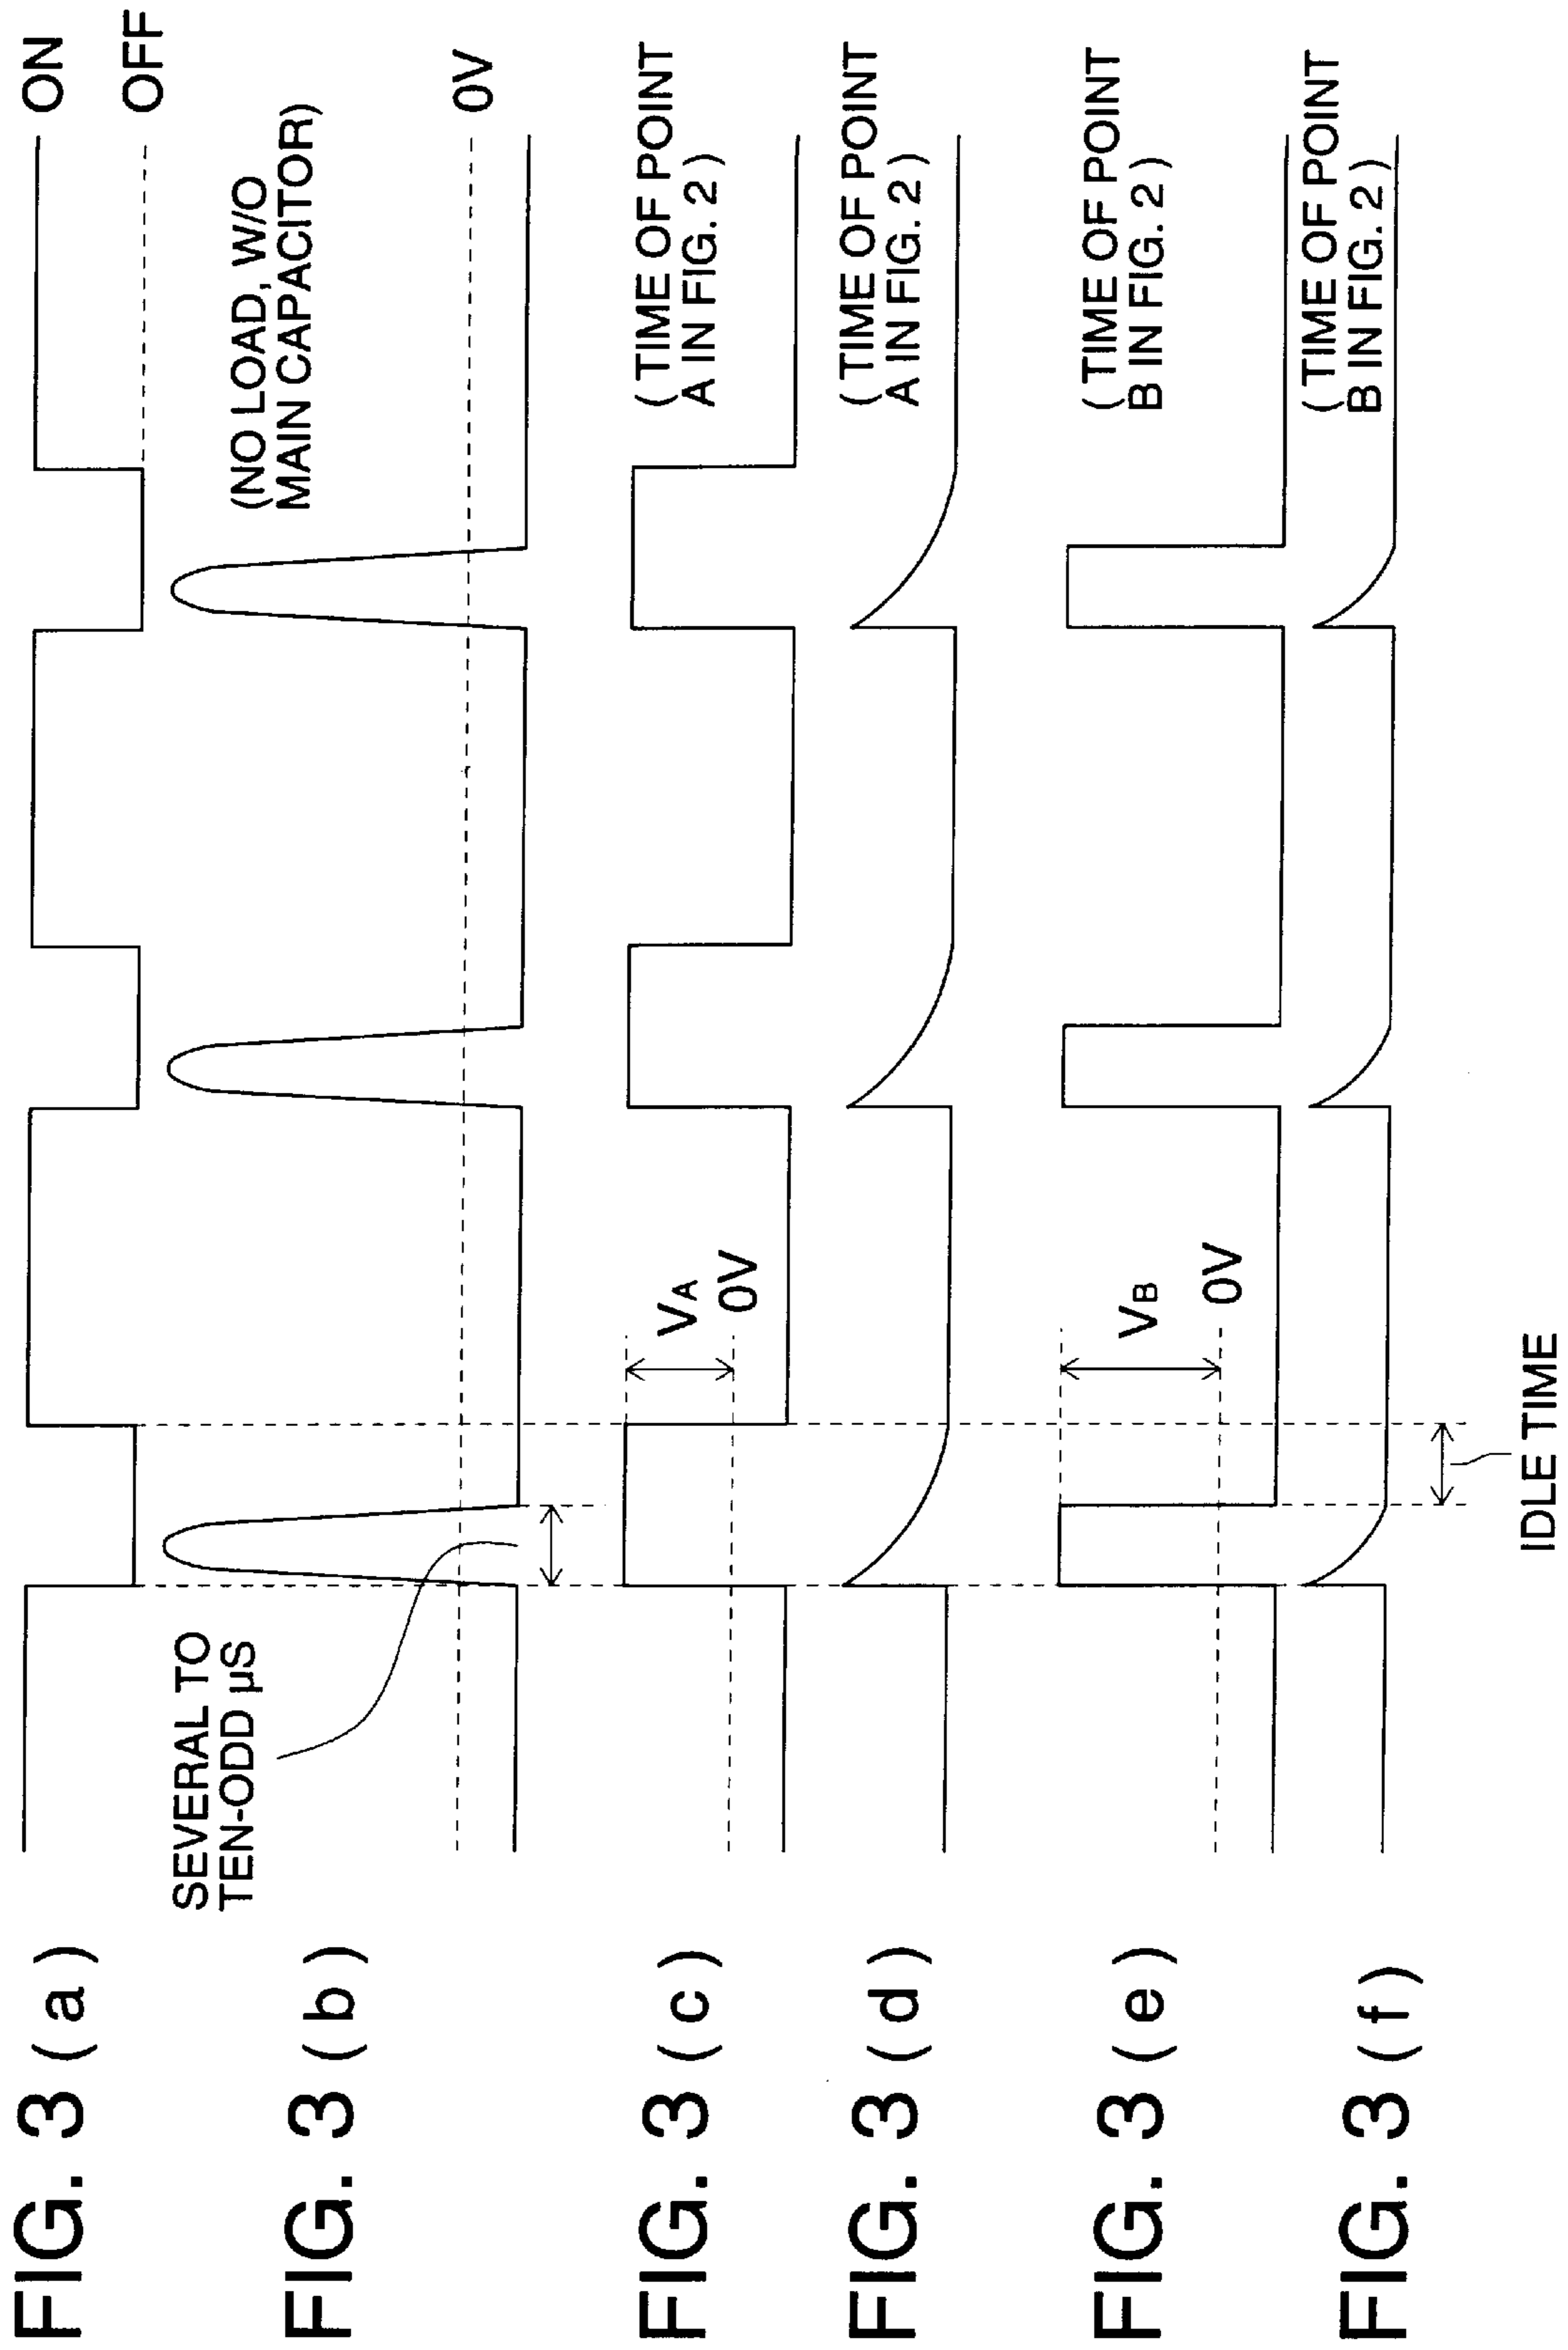 FIG. 3 (a)
ON
OFF
FIG. 3 (b)
SEVERAL TO
TEN-ODD µS
(NO LOAD, W/O
MAIN CAPACITOR)
0V
FIG. 3 (c)
VA
0V
(TIME OF POINT
A IN FIG. 2)
FIG. 3 (d)
(TIME OF POINT
A IN FIG. 2)
FIG. 3 (e)
VB
0V
(TIME OF POINT
B IN FIG. 2)
FIG. 3 (f)
(TIME OF POINT
B IN FIG. 2)
IDLE TIME